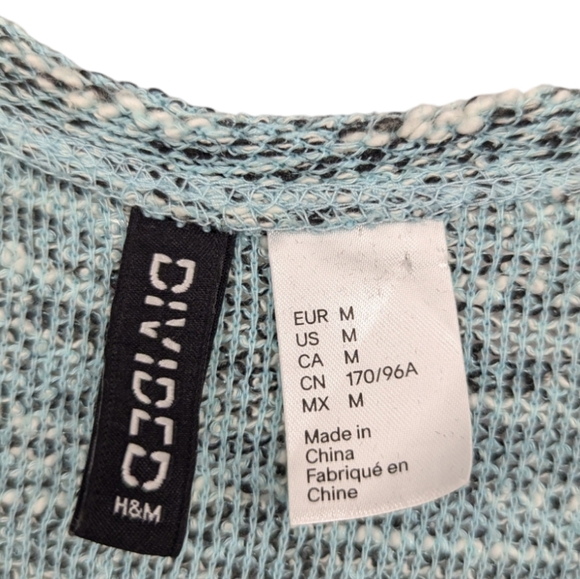 DIVIDED
H&M
EUR M
US M
CA M
CN 170/96A
MX M
Made in
China
Fabriqué en
Chine